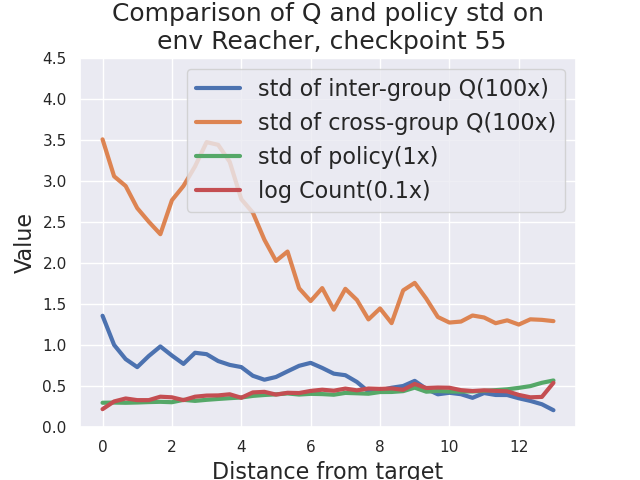 Comparison of Q and policy std on
env Reacher, checkpoint 55
4.5
4.0
3.5
3.0
2.5
2.0
1.5
1.0
0.5
0.0
Value
std of inter-group Q(100x)
std of cross-group Q(100x)
std of policy(1x)
log Count(0.1x)
0 2 4 6 8 10 12
Distance from target